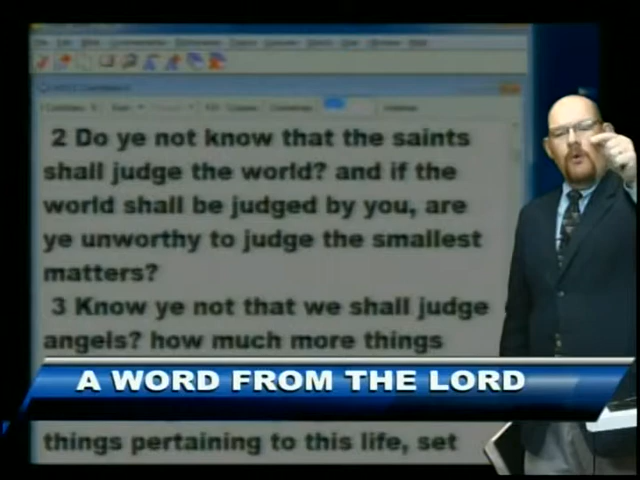 2 Do ye not know that the saints
shall judge the world? and if the
world shall be judged by you, are
ye unworthy to judge the smallest
matters?
3 Know ye not that we shall judge
angels? how much more things
A WORD FROM THE LORD
things pertaining to this life, set